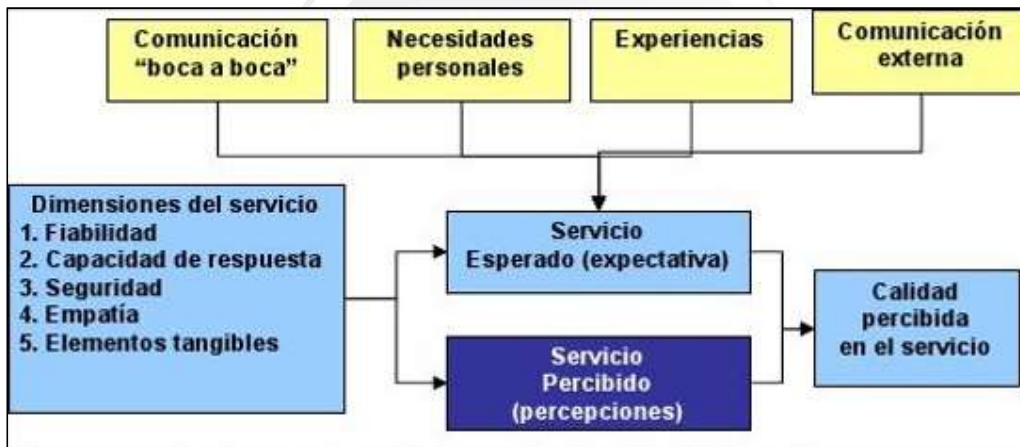 Comunicación
"boca a boca"
Necesidades
personales
Experiencias
Comunicación
externa
Dimensiones del servicio
1. Fiabilidad
2. Capacidad de respuesta
3. Seguridad
4. Empatía
5. Elementos tangibles
Servicio
Esperado (expectativa)
Servicio
Percibido
(percepciones)
Calidad
percibida
en el servicio